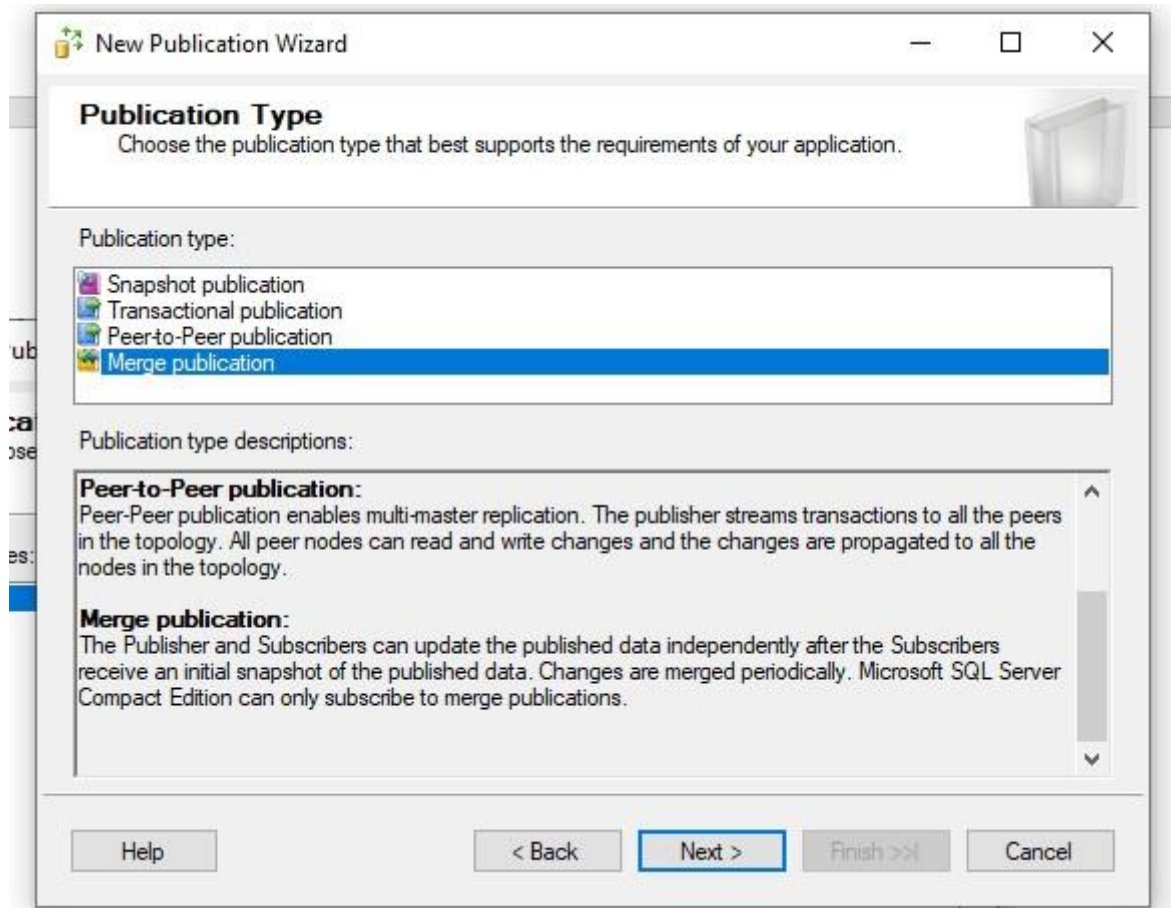 New Publication Wizard
Publication Type
Choose the publication type that best supports the requirements of your application.
Publication type:
Snapshot publication
Transactional publication
Peer-to-Peer publication
Merge publication
Publication type descriptions:
Peer-to-Peer publication:
Peer-Peer publication enables multi-master replication. The publisher streams transactions to all the peers
in the topology. All peer nodes can read and write changes and the changes are propagated to all the
nodes in the topology.
Merge publication:
The Publisher and Subscribers can update the published data independently after the Subscribers
receive an initial snapshot of the published data. Changes are merged periodically. Microsoft SQL Server
Compact Edition can only subscribe to merge publications.
Help
< Back
Next >
Finish >>|
Cancel